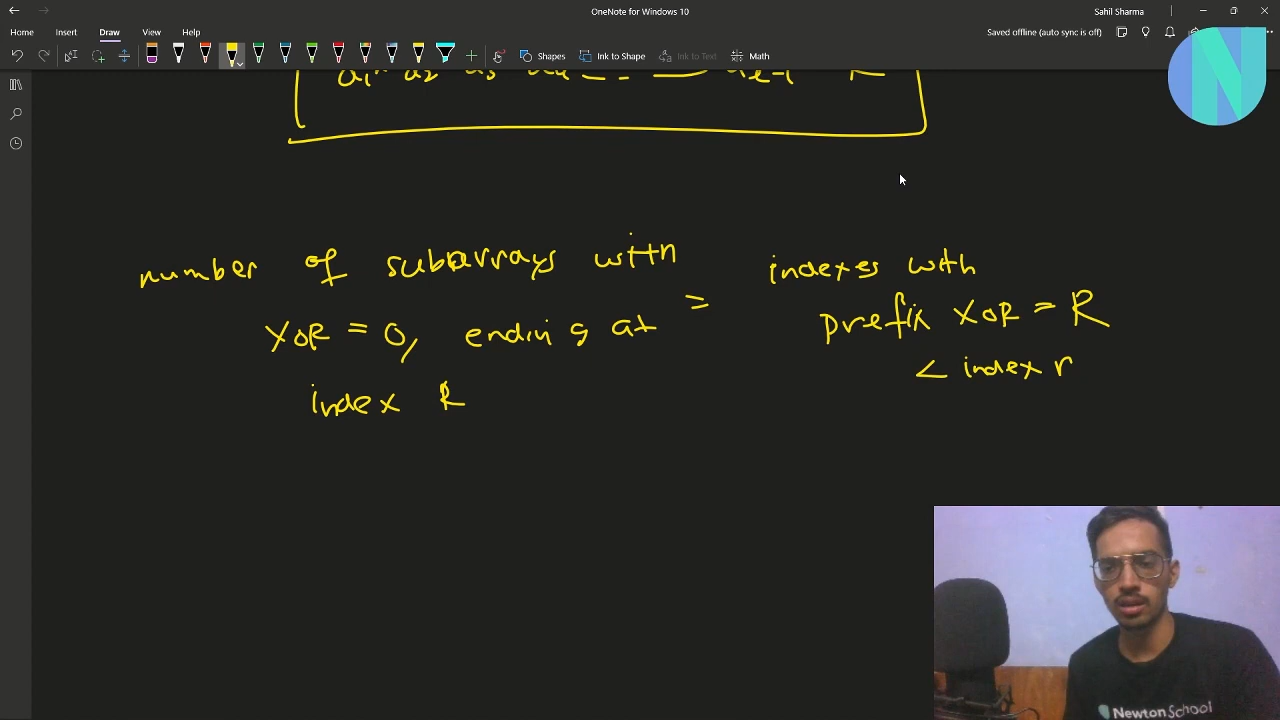 OneNote for Windows 10
Sahil Sharma
Home Insert Draw View Help
Saved offline (auto sync is off)
Shapes Ink to Shape Ink to Text Math
number of subarrays with
XOR = 0, ending at
index R
=
indexes with
prefix XOR = R
< index r
NewtonSchool